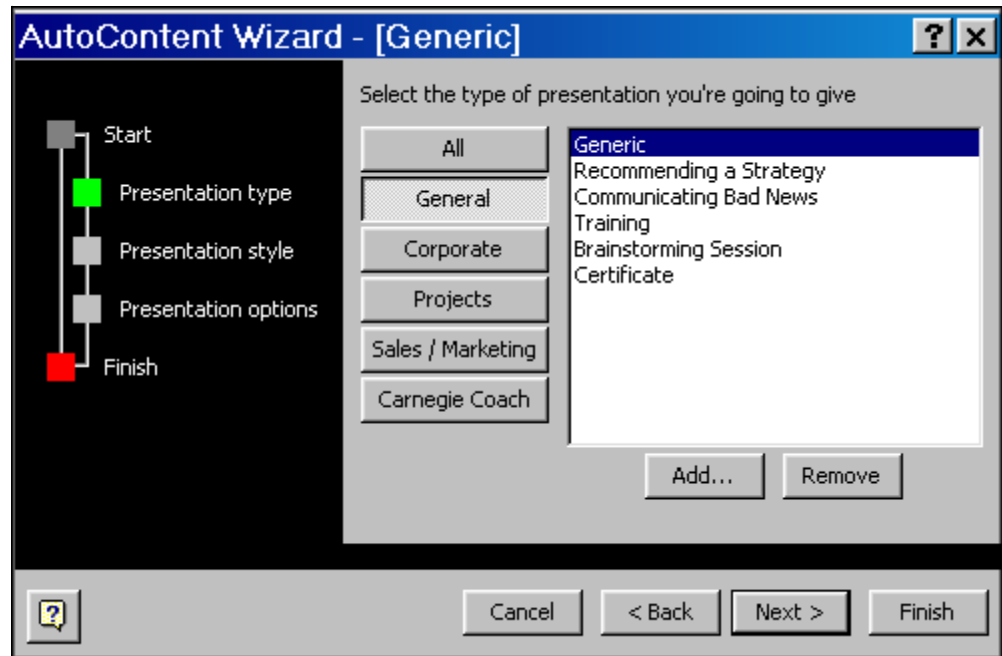 AutoContent Wizard - [Generic]
Select the type of presentation you're going to give
Start
Presentation type
Presentation style
Presentation options
Finish
All
General
Corporate
Projects
Sales / Marketing
Carnegie Coach
Generic
Recommending a Strategy
Communicating Bad News
Training
Brainstorming Session
Certificate
Add...
Remove
Cancel
< Back
Next >
Finish